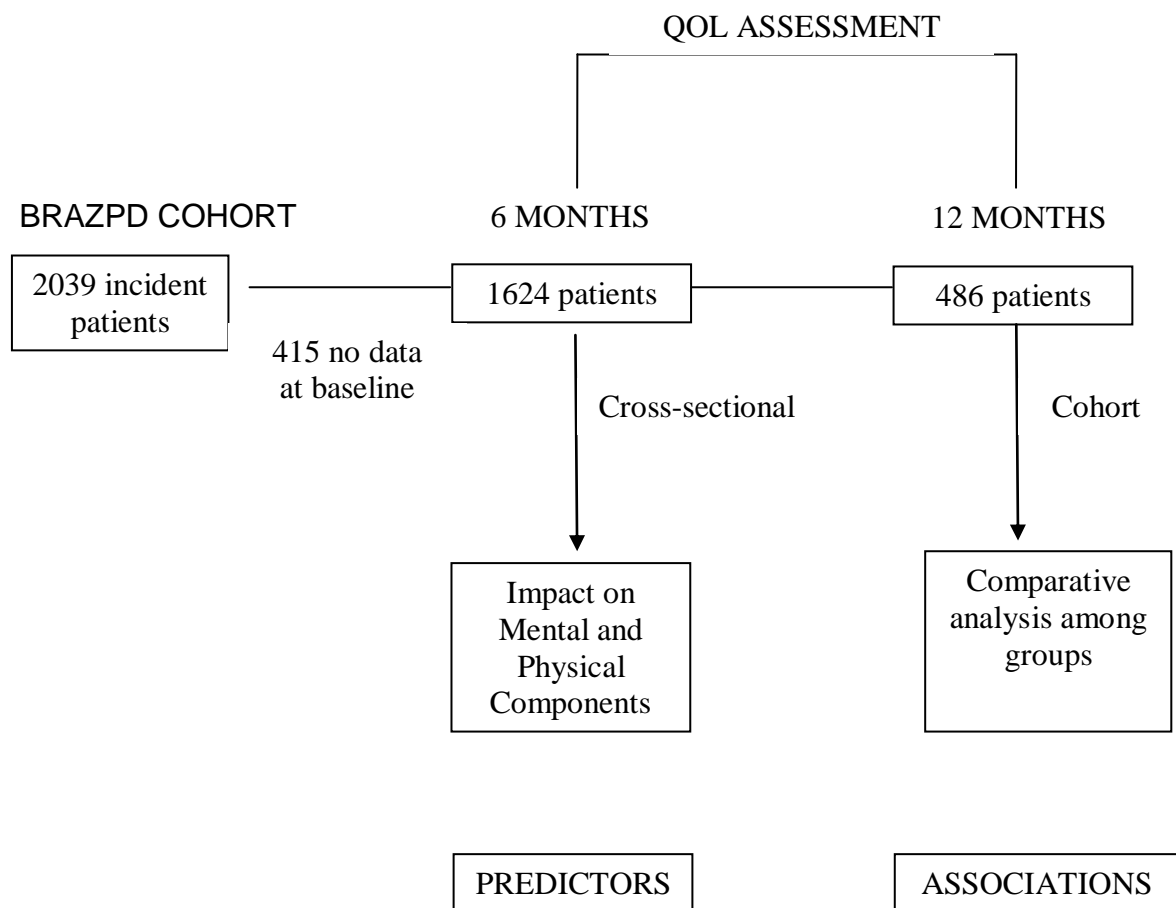 QOL ASSESSMENT
BRAZPD COHORT
6 MONTHS
12 MONTHS
2039 incident
patients
1624 patients
486 patients
415 no data
at baseline
Cross-sectional
Cohort
Impact on
Mental and
Physical
Components
Comparative
analysis among
groups
PREDICTORS
ASSOCIATIONS